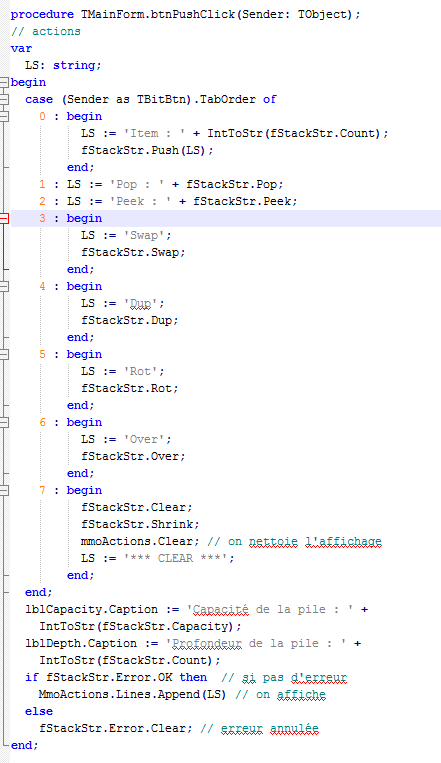 procedure TMainForm.btnPushClick(Sender: TObject);
// actions
var
  LS: string;
begin
  case (Sender as TBitBtn).TabOrder of
    0 : begin
          LS := 'Item : ' + IntToStr(fStackStr.Count);
          fStackStr.Push(LS);
        end;
    1 : LS := 'Pop : ' + fStackStr.Pop;
    2 : LS := 'Peek : ' + fStackStr.Peek;
    3 : begin
          LS := 'Swap';
          fStackStr.Swap;
        end;
    4 : begin
          LS := 'Dup';
          fStackStr.Dup;
        end;
    5 : begin
          LS := 'Rot';
          fStackStr.Rot;
        end;
    6 : begin
          LS := 'Over';
          fStackStr.Over;
        end;
    7 : begin
          fStackStr.Clear;
          fStackStr.Shrink;
          mmoActions.Clear; // on nettoie l'affichage
          LS := '*** CLEAR ***';
        end;
  end;
  lblCapacity.Caption := 'Capacité de la pile : ' +
    IntToStr(fStackStr.Capacity);
  lblDepth.Caption := 'Profondeur de la pile : ' +
    IntToStr(fStackStr.Count);
  if fStackStr.Error.OK then  // si pas d'erreur
    MmoActions.Lines.Append(LS) // on affiche
  else
    fStackStr.Error.Clear; // erreur annulée
end;